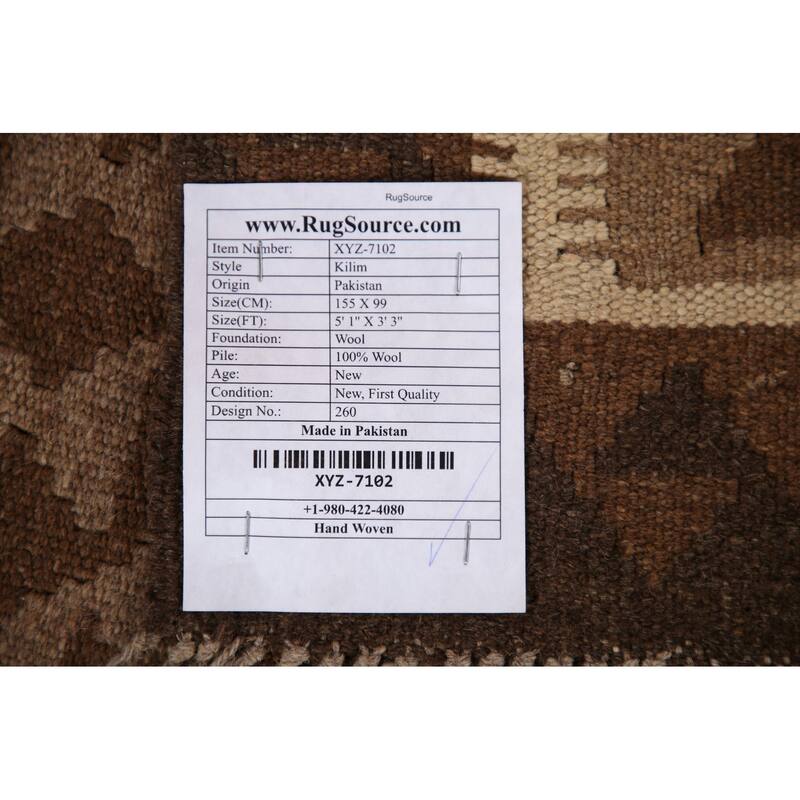 RugSource
www.RugSource.com
Item Number: XYZ-7102
Style Kilim
Origin Pakistan
Size(CM): 155 X 99
Size(FT): 5' 1" X 3' 3"
Foundation: Wool
Pile: 100% Wool
Age: New
Condition: New, First Quality
Design No.: 260
Made in Pakistan
XYZ-7102
+1-980-422-4080
Hand Woven